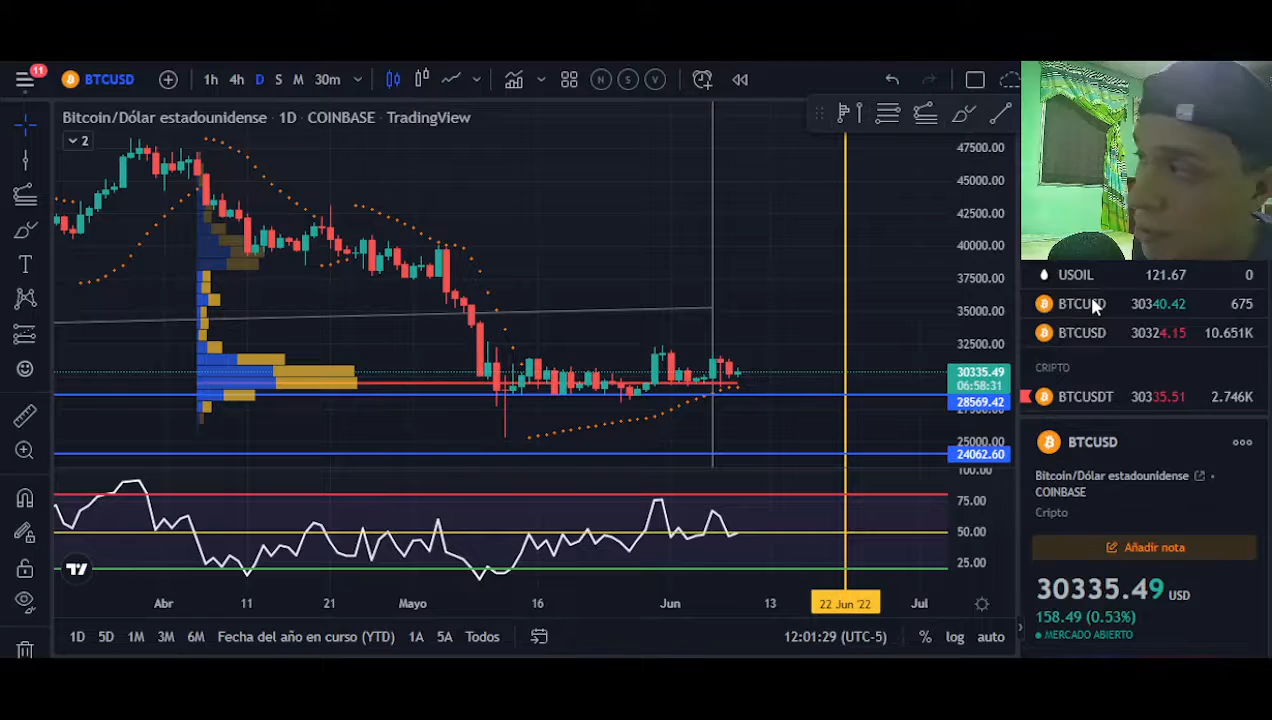 11
BTCUSD
1h 4h D S M 30m
N S V
Bitcoin/Dólar estadounidense · 1D COINBASE · TradingView
2
47500.00
45000.00
42500.00
40000.00
37500.00
35000.00
32500.00
30335.49
06:58:31
28569.42
25000.00
24062.60
100.00
75.00
50.00
25.00
Abr 11 21 Mayo 16 Jun 13 22 Jun '22 Jul
1D 5D 1M 3M 6M Fecha del año en curso (YTD) 1A 5A Todos
12:01:29 (UTC-5) % log auto
USOIL 121.67 0
BTCUSD 30340.42 675
BTCUSD 30324.15 10.651K
CRIPTO
BTCUSDT 30335.51 2.746K
BTCUSD
Bitcoin/Dólar estadounidense ·
COINBASE
Cripto
Añadir nota
30335.49 USD
158.49 (0.53%)
MERCADO ABIERTO